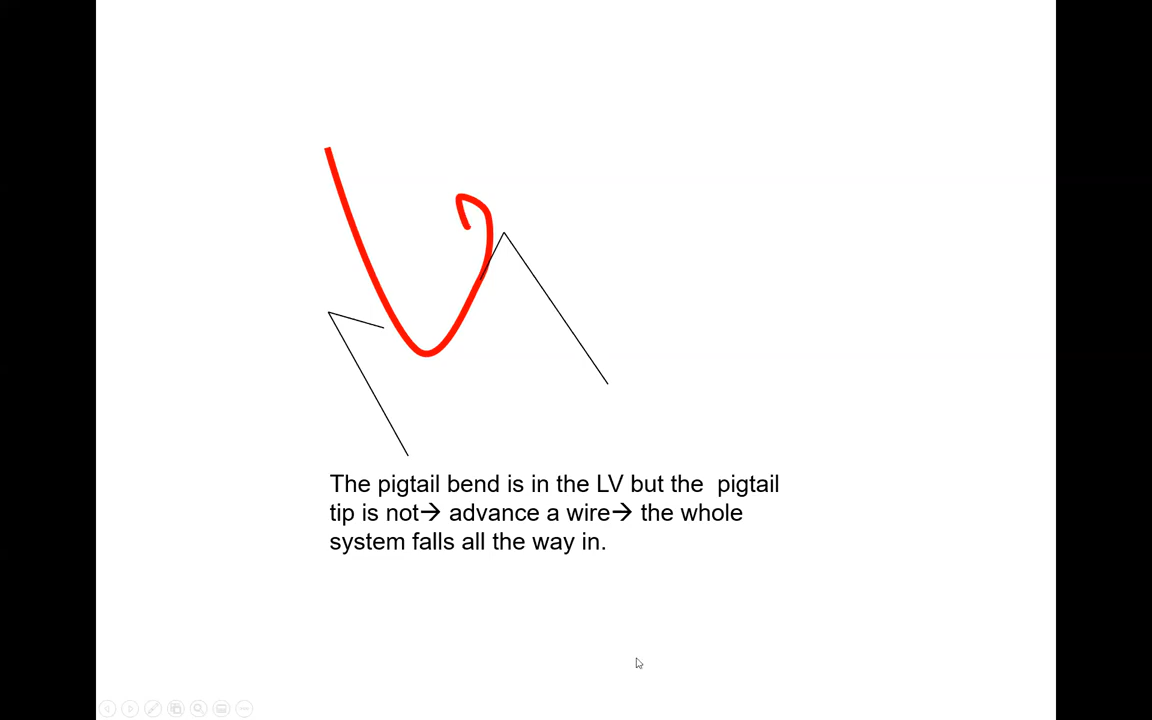 The pigtail bend is in the LV but the  pigtail
tip is not→ advance a wire→ the whole
system falls all the way in.